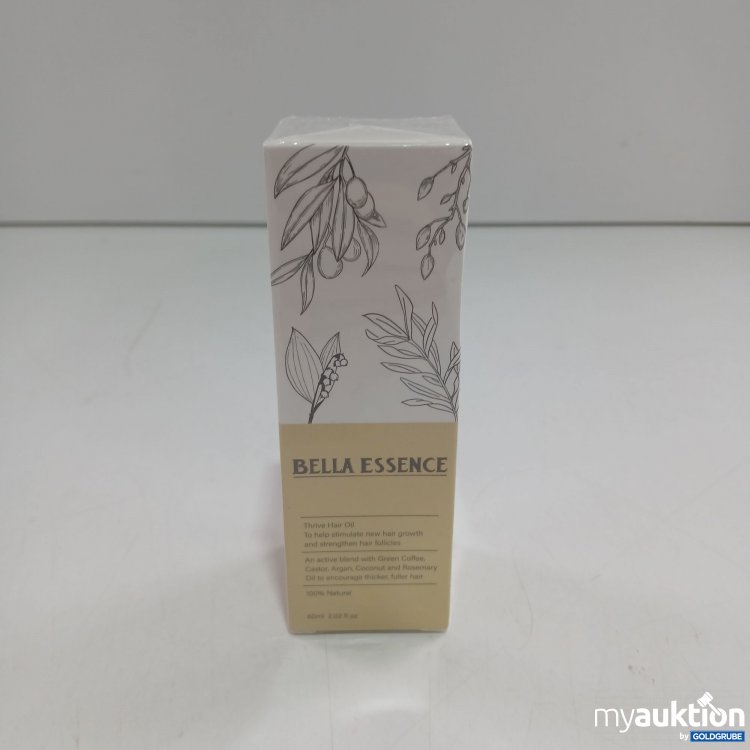 BELLA ESSENCE
Thrive Hair Oil
To help stimulate new hair growth
and strengthen hair follicles
An active blend with Green Coffee,
Castor, Argan, Coconut and Rosemary
Oil to encourage thicker, fuller hair
100% Natural
60ml 2.02 fl oz
myauktion
by GOLDGRUBE